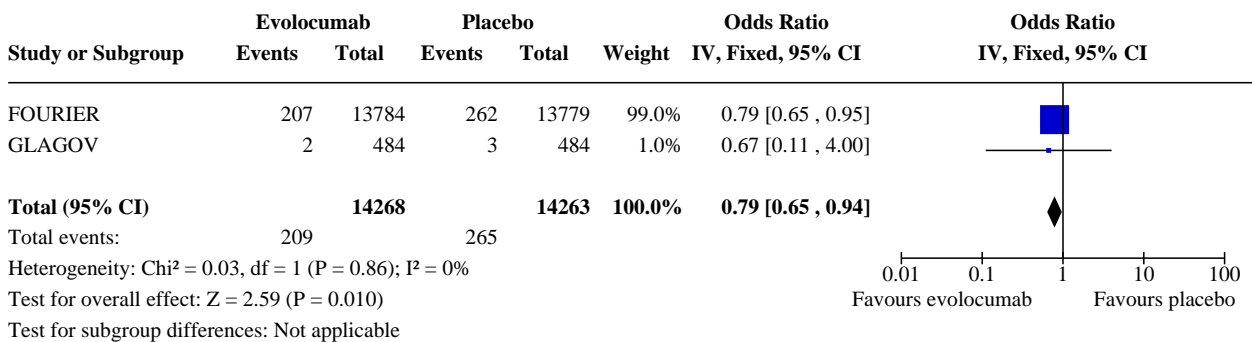 Evolocumab Placebo Odds Ratio Odds Ratio
Study or Subgroup Events Total Events Total Weight IV, Fixed, 95% CI IV, Fixed, 95% CI
FOURIER 207 13784 262 13779 99.0% 0.79 [0.65 , 0.95]
GLAGOV 2 484 3 484 1.0% 0.67 [0.11 , 4.00]
Total (95% CI) 14268 14263 100.0% 0.79 [0.65 , 0.94]
Total events: 209 265
Heterogeneity: Chi² = 0.03, df = 1 (P = 0.86); I² = 0%
0.01 0.1 1 10 100
Test for overall effect: Z = 2.59 (P = 0.010)
Favours evolocumab Favours placebo
Test for subgroup differences: Not applicable